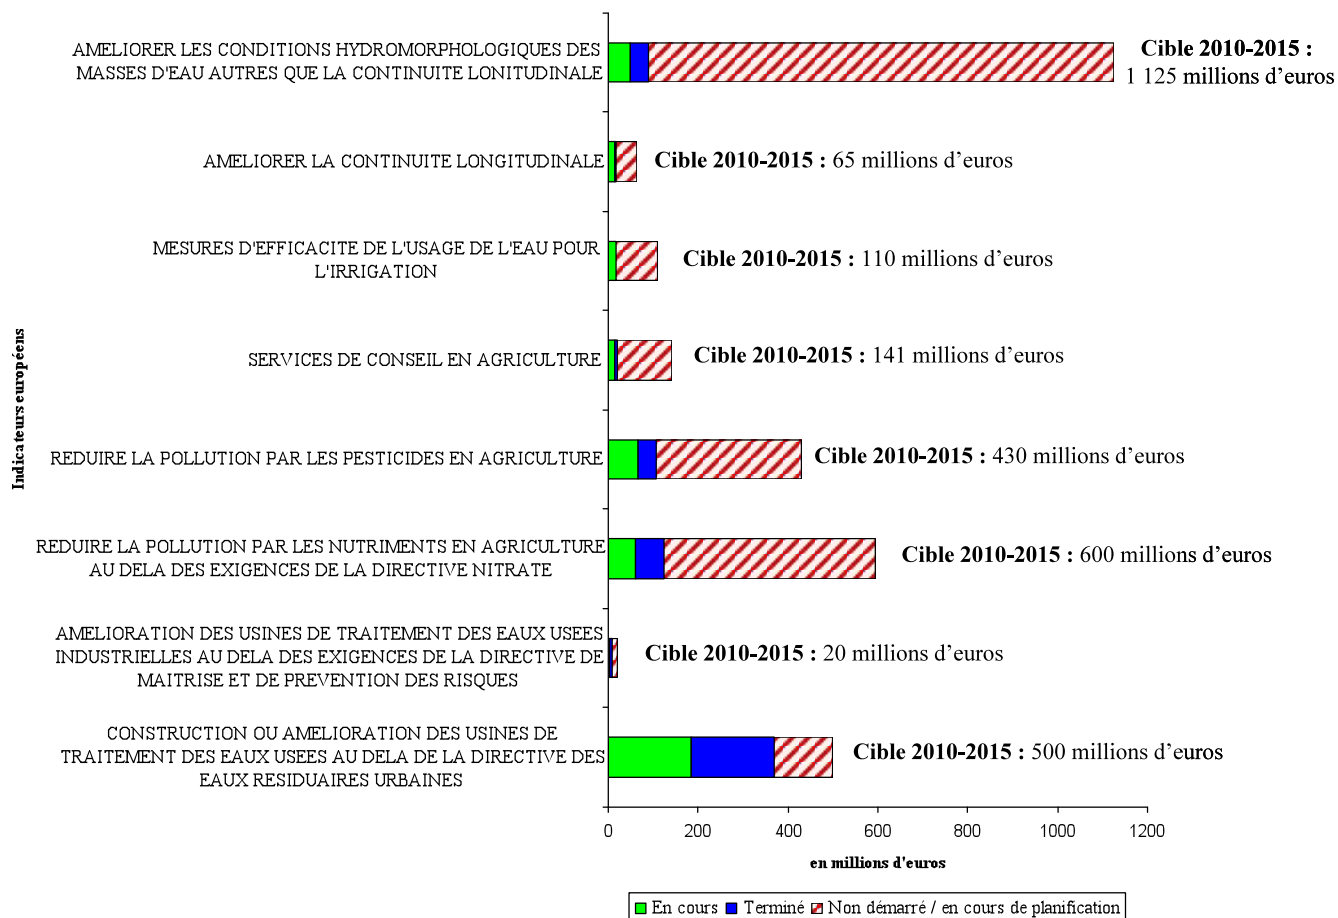 AMELIORER LES CONDITIONS HYDROMORPHOLOGIQUES DES
MASSES D'EAU AUTRES QUE LA CONTINUITE LONITUDINALE
Cible 2010-2015 :
1 125 millions d'euros
AMELIORER LA CONTINUITE LONGITUDINALE
Cible 2010-2015 : 65 millions d'euros
MESURES D'EFFICACITE DE L'USAGE DE L'EAU POUR
L'IRRIGATION
Cible 2010-2015 : 110 millions d'euros
SERVICES DE CONSEIL EN AGRICULTURE
Cible 2010-2015 : 141 millions d'euros
Indicateurs européens
REDUIRE LA POLLUTION PAR LES PESTICIDES EN AGRICULTURE
Cible 2010-2015 : 430 millions d'euros
REDUIRE LA POLLUTION PAR LES NUTRIMENTS EN AGRICULTURE
AU DELA DES EXIGENCES DE LA DIRECTIVE NITRATE
Cible 2010-2015 : 600 millions d'euros
AMELIORATION DES USINES DE TRAITEMENT DES EAUX USEES
INDUSTRIELLES AU DELA DES EXIGENCES DE LA DIRECTIVE DE
MAITRISE ET DE PREVENTION DES RISQUES
Cible 2010-2015 : 20 millions d'euros
CONSTRUCTION OU AMELIORATION DES USINES DE
TRAITEMENT DES EAUX USEES AU DELA DE LA DIRECTIVE DES
EAUX RESIDUAIRES URBAINES
Cible 2010-2015 : 500 millions d'euros
0 200 400 600 800 1000 1200
en millions d'euros
En cours Terminé Non démarré / en cours de planification